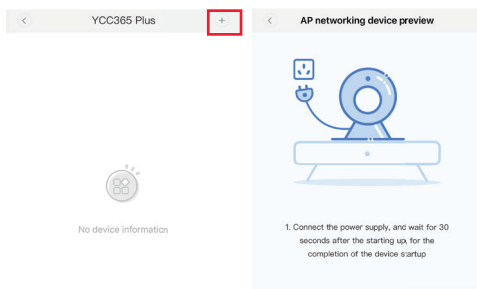 YCC365 Plus
+
No device information
AP networking device preview
1. Connect the power supply, and wait for 30
seconds after the starting up, for the
completion of the device startup